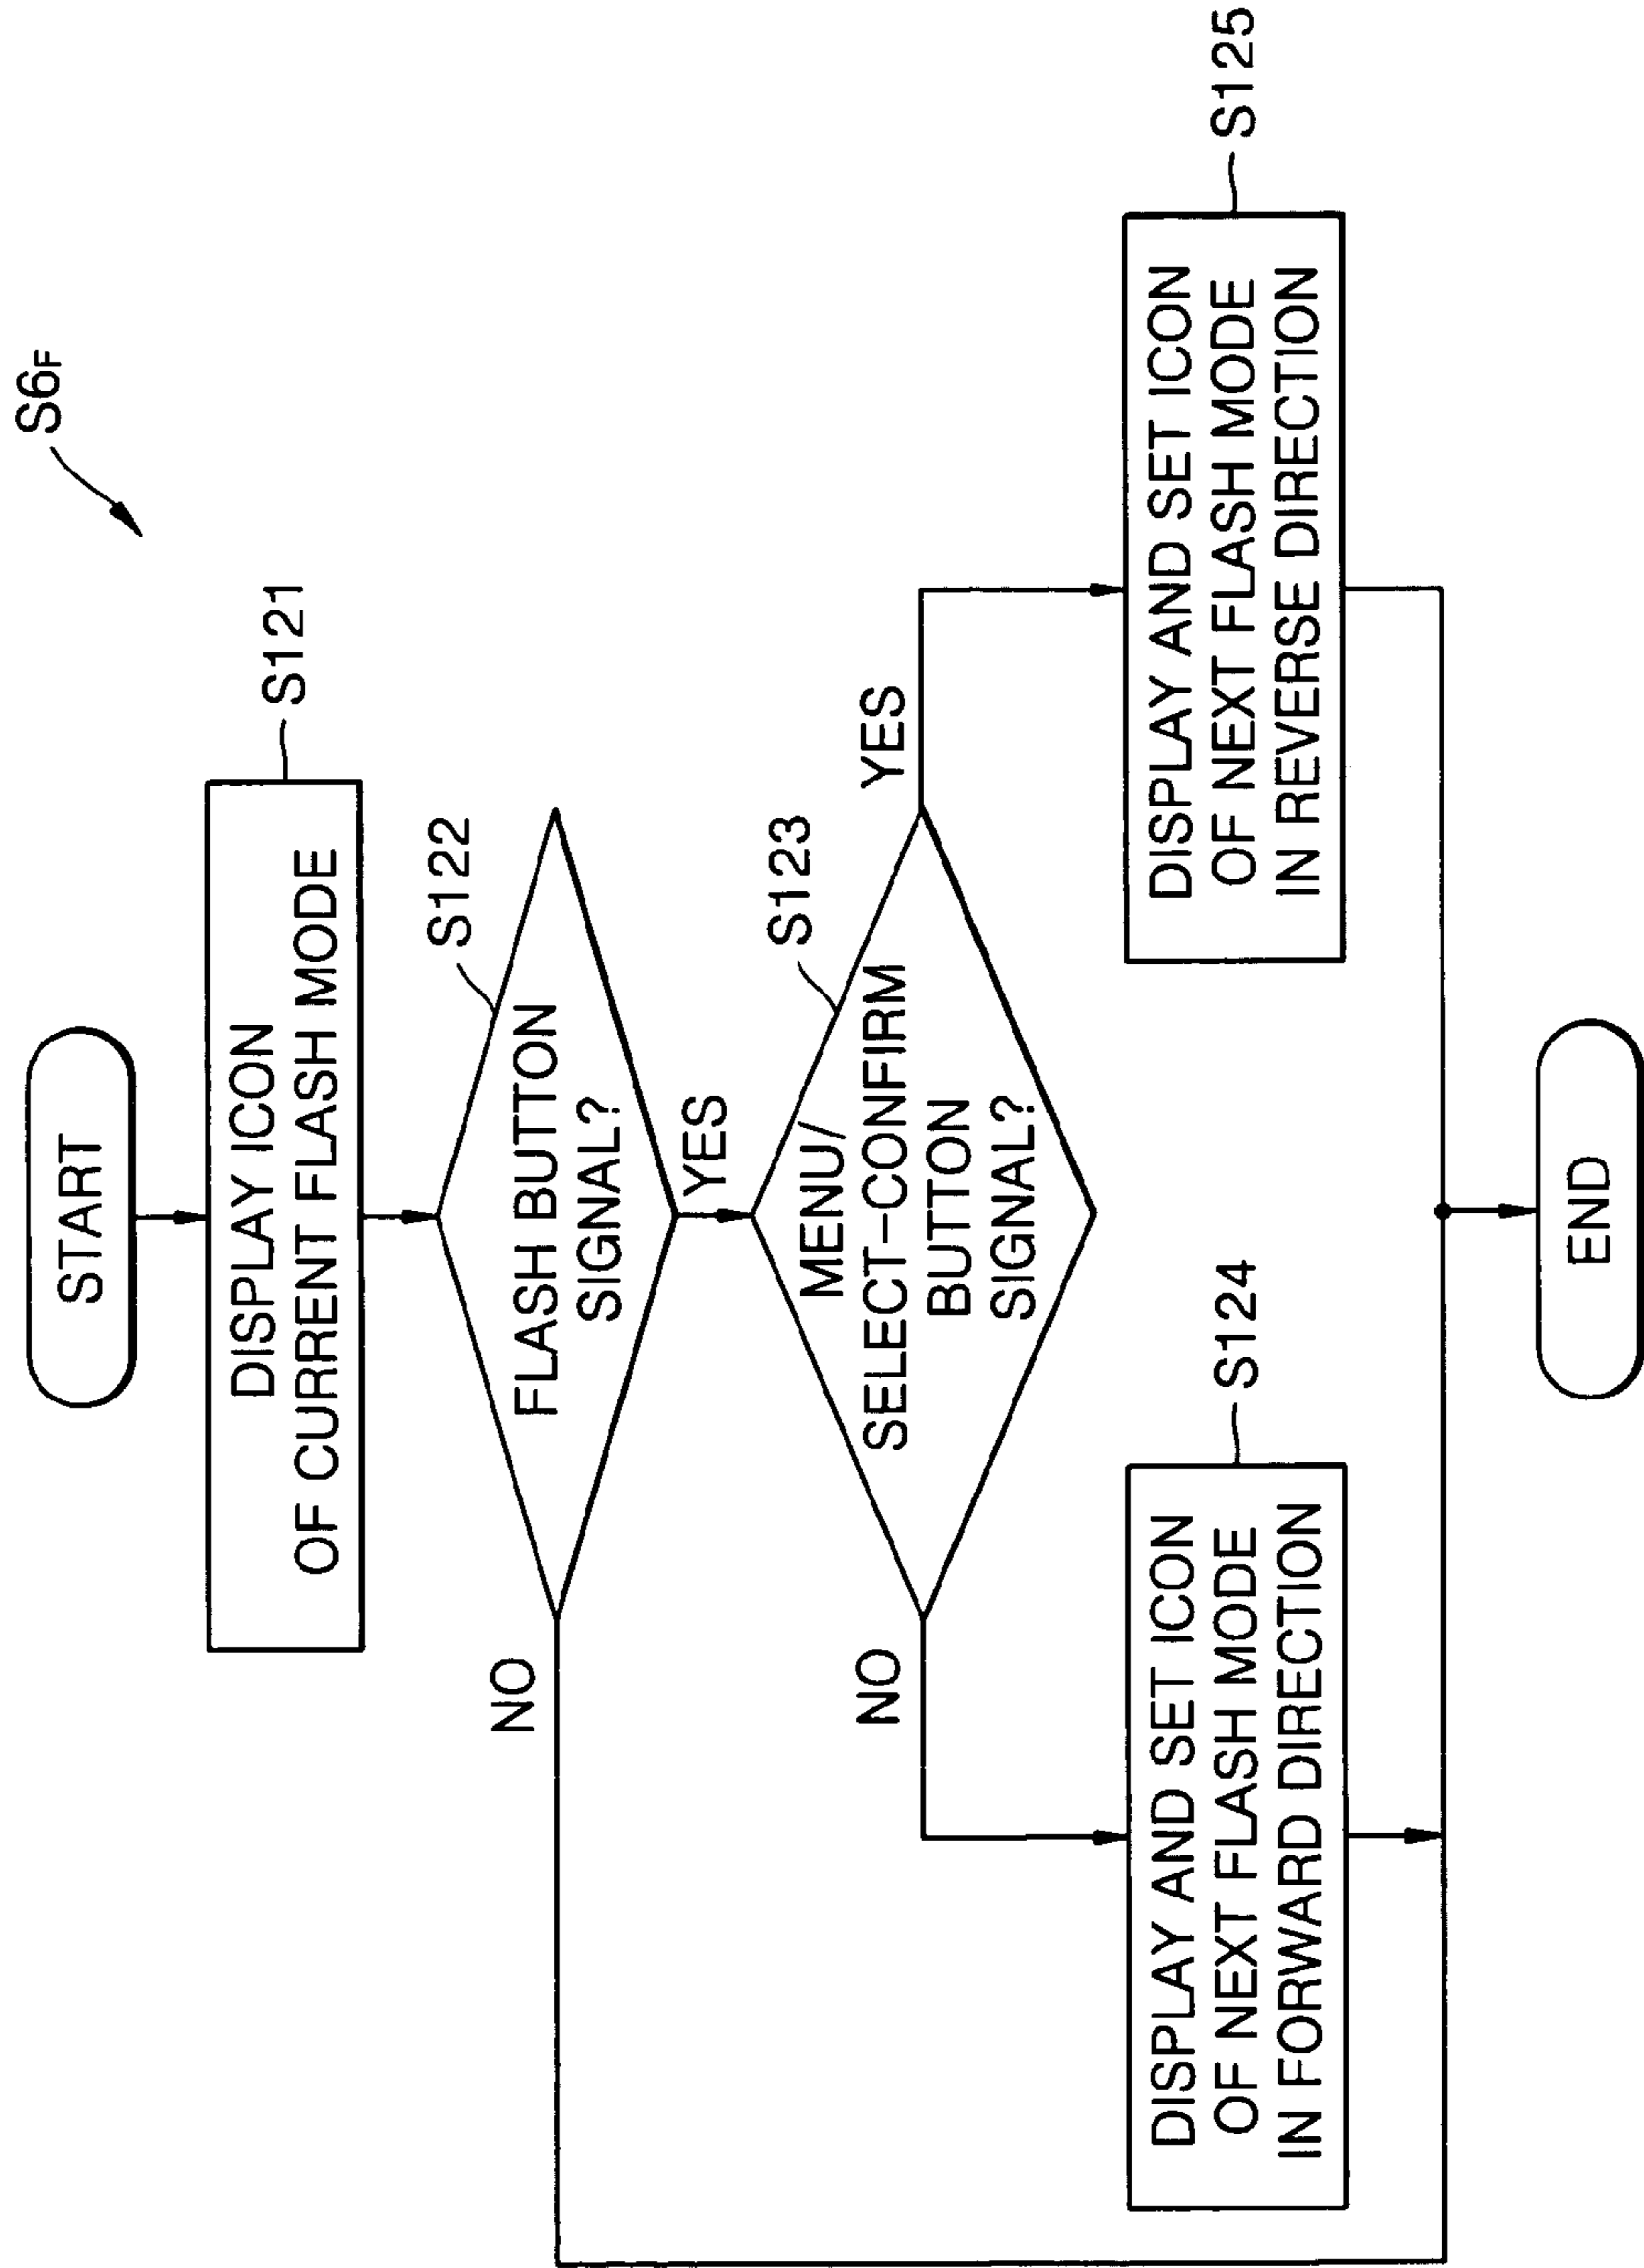 S6F
START
DISPLAY ICON
OF CURRENT FLASH MODE
S121
FLASH BUTTON
SIGNAL?
S122
NO
YES
MENU/
SELECT-CONFIRM
BUTTON
SIGNAL?
S123
NO
YES
DISPLAY AND SET ICON
OF NEXT FLASH MODE
IN FORWARD DIRECTION
S124
DISPLAY AND SET ICON
OF NEXT FLASH MODE
IN REVERSE DIRECTION
S125
END